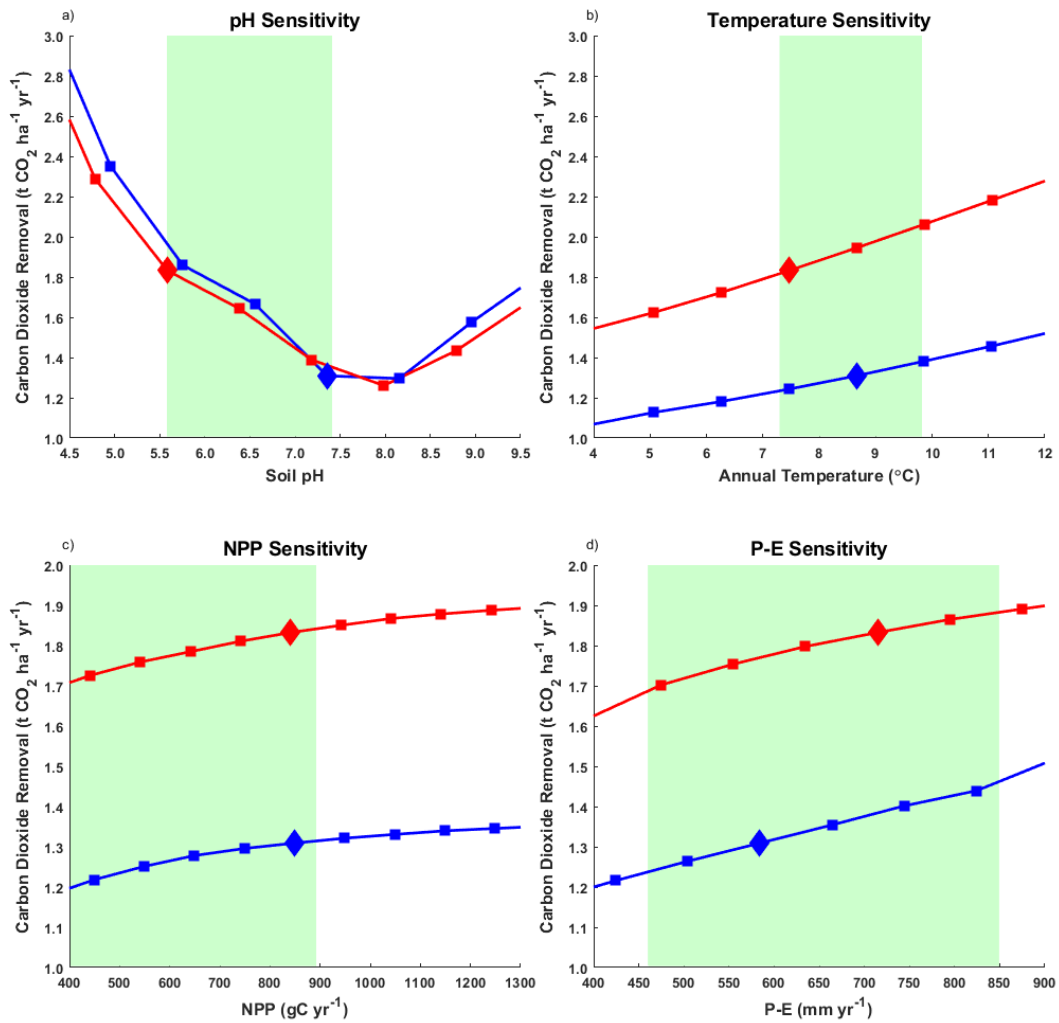 a)
pH Sensitivity
Carbon Dioxide Removal (t CO2 ha-1 yr-1)
3.0
2.8
2.6
2.4
2.2
2.0
1.8
1.6
1.4
1.2
1.0
4.5 5.0 5.5 6.0 6.5 7.0 7.5 8.0 8.5 9.0 9.5
Soil pH
b)
Temperature Sensitivity
Carbon Dioxide Removal (t CO2 ha-1 yr-1)
3.0
2.8
2.6
2.4
2.2
2.0
1.8
1.6
1.4
1.2
1.0
4 5 6 7 8 9 10 11 12
Annual Temperature (°C)
c)
NPP Sensitivity
Carbon Dioxide Removal (t CO2 ha-1 yr-1)
2.0
1.9
1.8
1.7
1.6
1.5
1.4
1.3
1.2
1.1
1.0
400 500 600 700 800 900 1000 1100 1200 1300
NPP (gC yr-1)
d)
P-E Sensitivity
Carbon Dioxide Removal (t CO2 ha-1 yr-1)
2.0
1.9
1.8
1.7
1.6
1.5
1.4
1.3
1.2
1.1
1.0
400 450 500 550 600 650 700 750 800 850 900
P-E (mm yr-1)